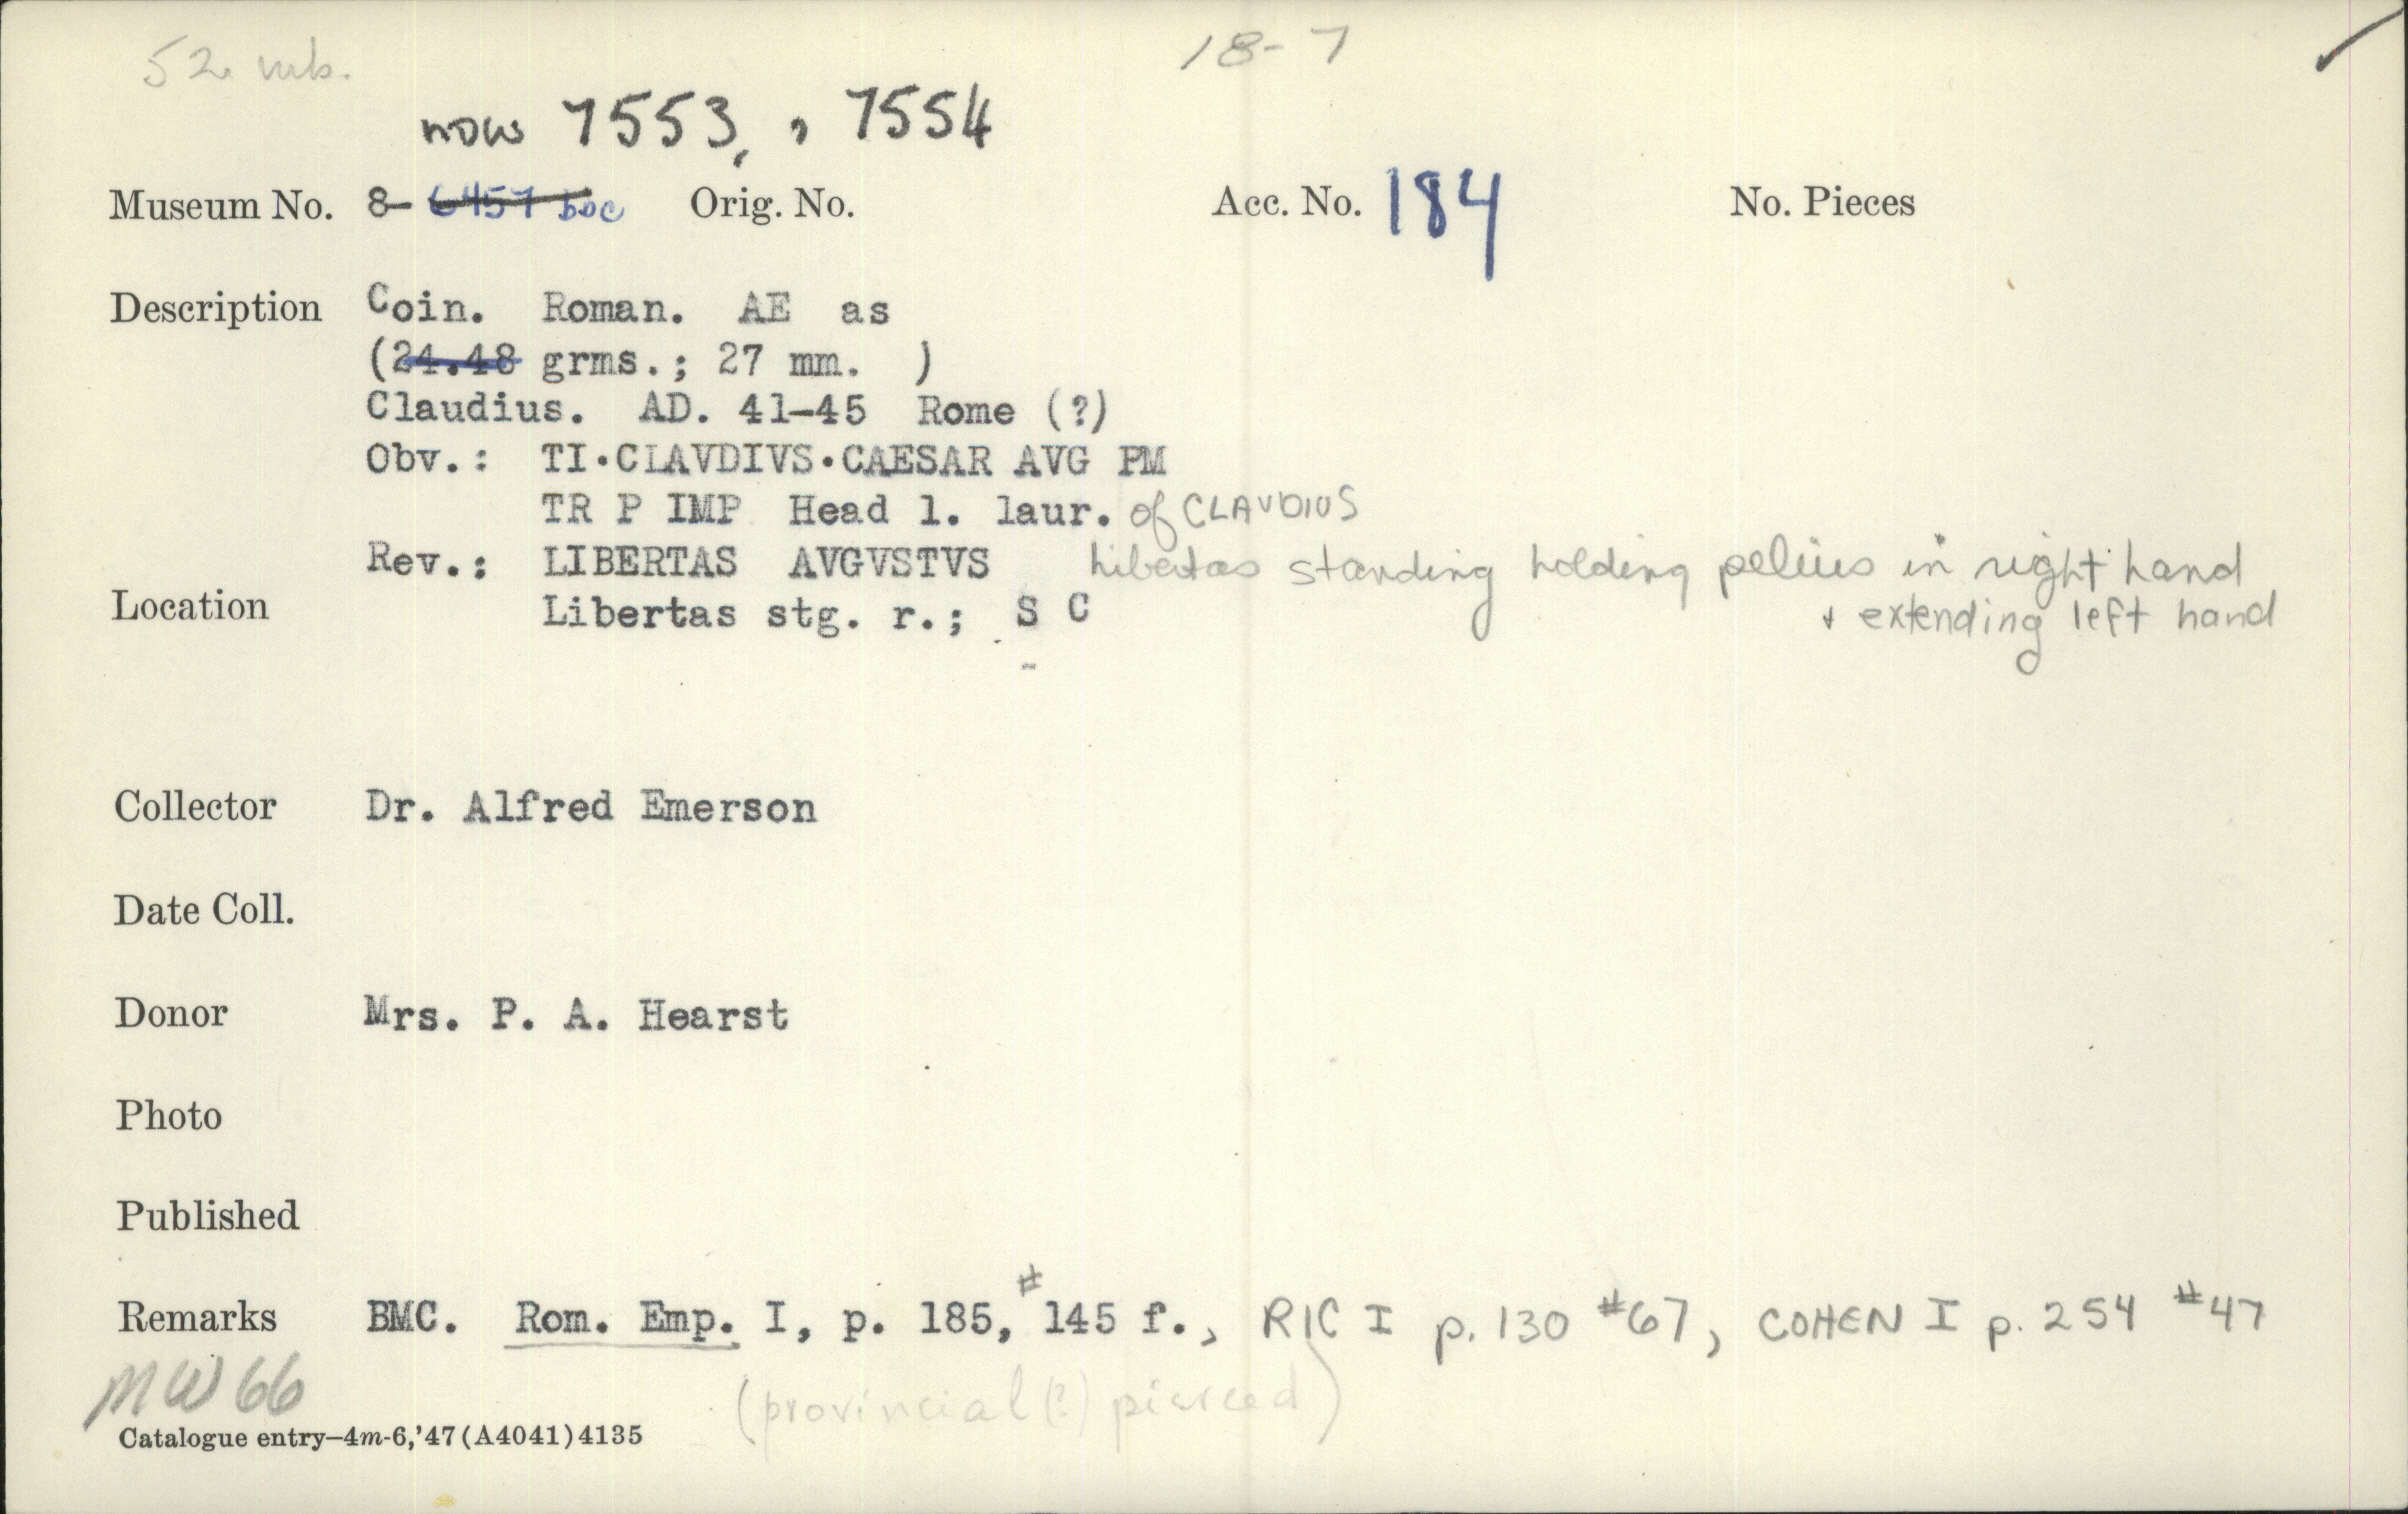 52. wb.
18-7
now 7553, , 7554
Museum No. 8- 6457 bbc Orig. No. Acc. No. 184 No. Pieces
Description Coin. Roman. AE as
(24.48 grms.; 27 mm. )
Claudius. AD. 41-45 Rome (?)
Obv.: TI·CLAVDIVS·CAESAR AVG PM
TR P IMP Head l. laur. of CLAVDIUS
Rev.: LIBERTAS AVGVSTVS Libertas standing holding pelius in right hand
Location Libertas stg. r.; S C + extending left hand
Collector Dr. Alfred Emerson
Date Coll.
Donor Mrs. P. A. Hearst
Photo
Published
Remarks BMC. Rom. Emp. I, p. 185, #145 f., RIC I p. 130 #67, COHEN I p. 254 #47
MW 66 (provincial (?) pierced)
Catalogue entry—4m-6,'47(A4041)4135